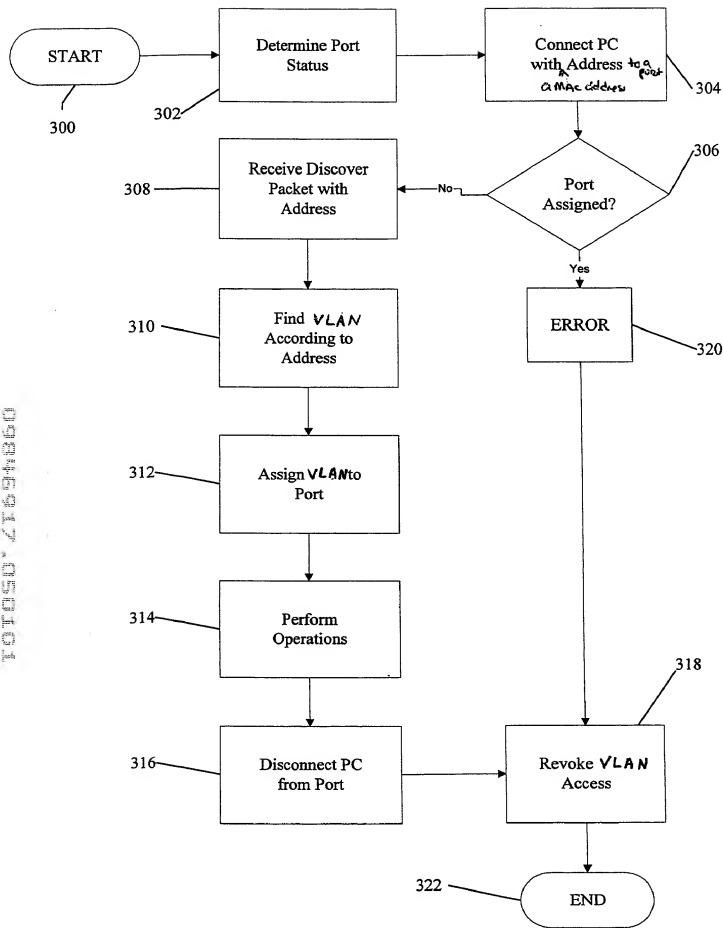 START
300
Determine Port
Status
302
Connect PC
with Address to a
port
a MAC address
304
306
Port
Assigned?
No
Yes
308
Receive Discover
Packet with
Address
310
Find VLAN
According to
Address
ERROR
320
312
Assign VLAN to
Port
314
Perform
Operations
316
Disconnect PC
from Port
318
Revoke VLAN
Access
322
END